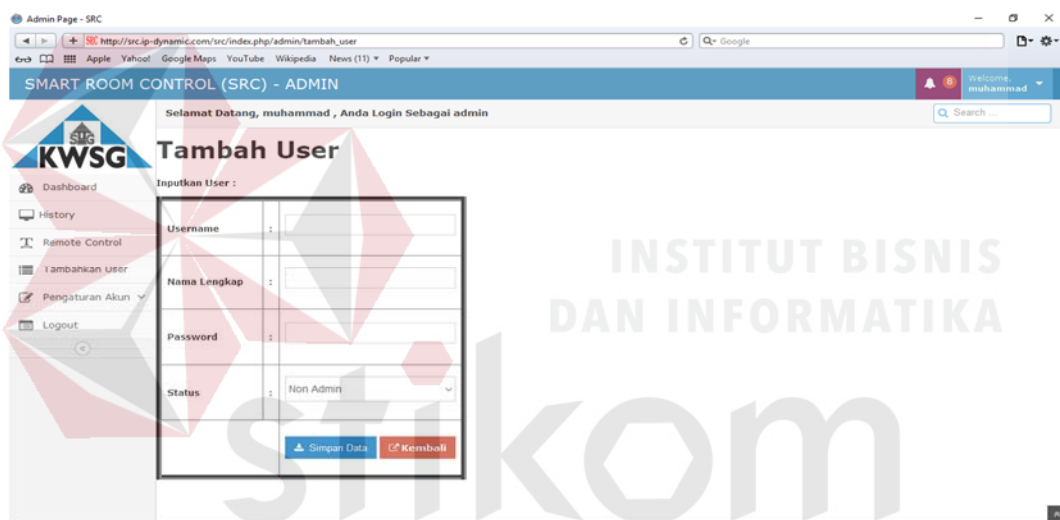 Admin Page - SRC
SRC http://src.ip-dynamic.com/src/index.php/admin/tambah_user
Google
Apple Yahoo! Google Maps YouTube Wikipedia News (11) Popular
SMART ROOM CONTROL (SRC) - ADMIN
8
Welcome,
muhammad
Selamat Datang, muhammad , Anda Login Sebagai admin
Search ...
SG
KWSG
Tambah User
Inputkan User :
Dashboard
History
Remote Control
Tambahkan User
Pengaturan Akun
Logout
Username :
Nama Lengkap :
Password :
Status : Non Admin
Simpan Data Kembali
INSTITUT BISNIS
DAN INFORMATIKA
stikom